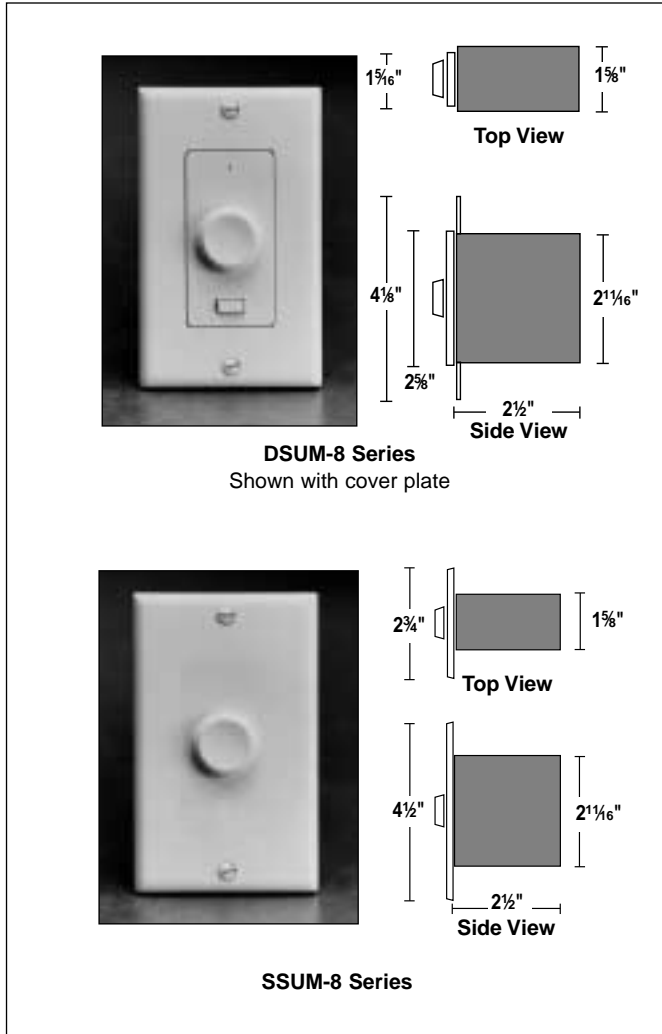 1⁵⁄₁₆"
1⅝"
Top View
4⅛"
2⅝"
2¹¹⁄₁₆"
2½"
Side View
DSUM-8 Series
Shown with cover plate
2¾"
1⅝"
Top View
4½"
2¹¹⁄₁₆"
2½"
Side View
SSUM-8 Series